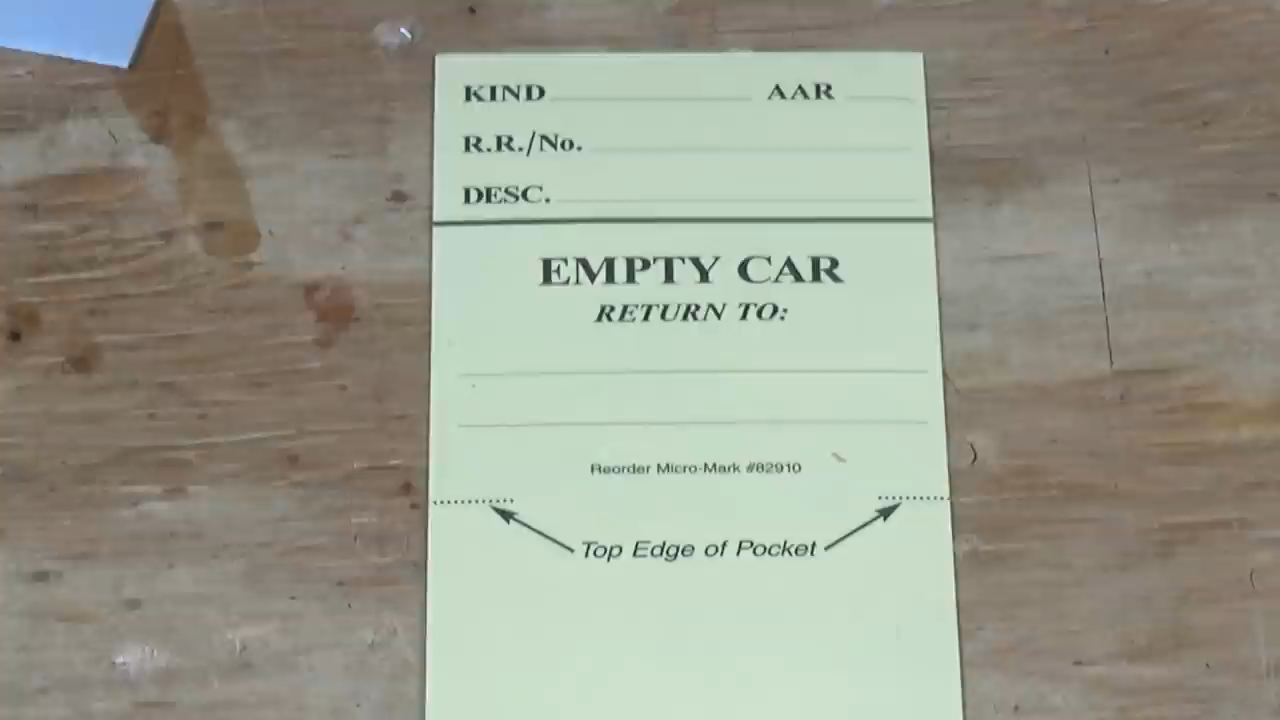 KIND AAR
R.R./No.
DESC.
EMPTY CAR
RETURN TO:
Reorder Micro-Mark #82910
Top Edge of Pocket